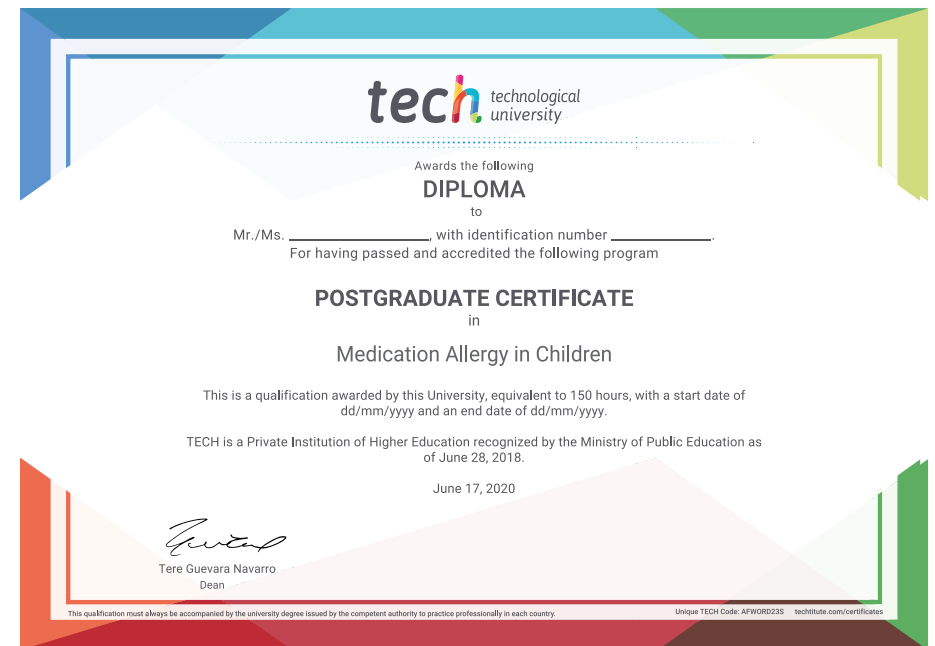 tech technological
university
Awards the following
DIPLOMA
to
Mr./Ms. ____________________, with identification number ______________.
For having passed and accredited the following program
POSTGRADUATE CERTIFICATE
in
Medication Allergy in Children
This is a qualification awarded by this University, equivalent to 150 hours, with a start date of
dd/mm/yyyy and an end date of dd/mm/yyyy.
TECH is a Private Institution of Higher Education recognized by the Ministry of Public Education as
of June 28, 2018.
June 17, 2020
Tere Guevara Navarro
Dean
This qualification must always be accompanied by the university degree issued by the competent authority to practice professionally in each country.
Unique TECH Code: AFWORD23S techtitute.com/certificates